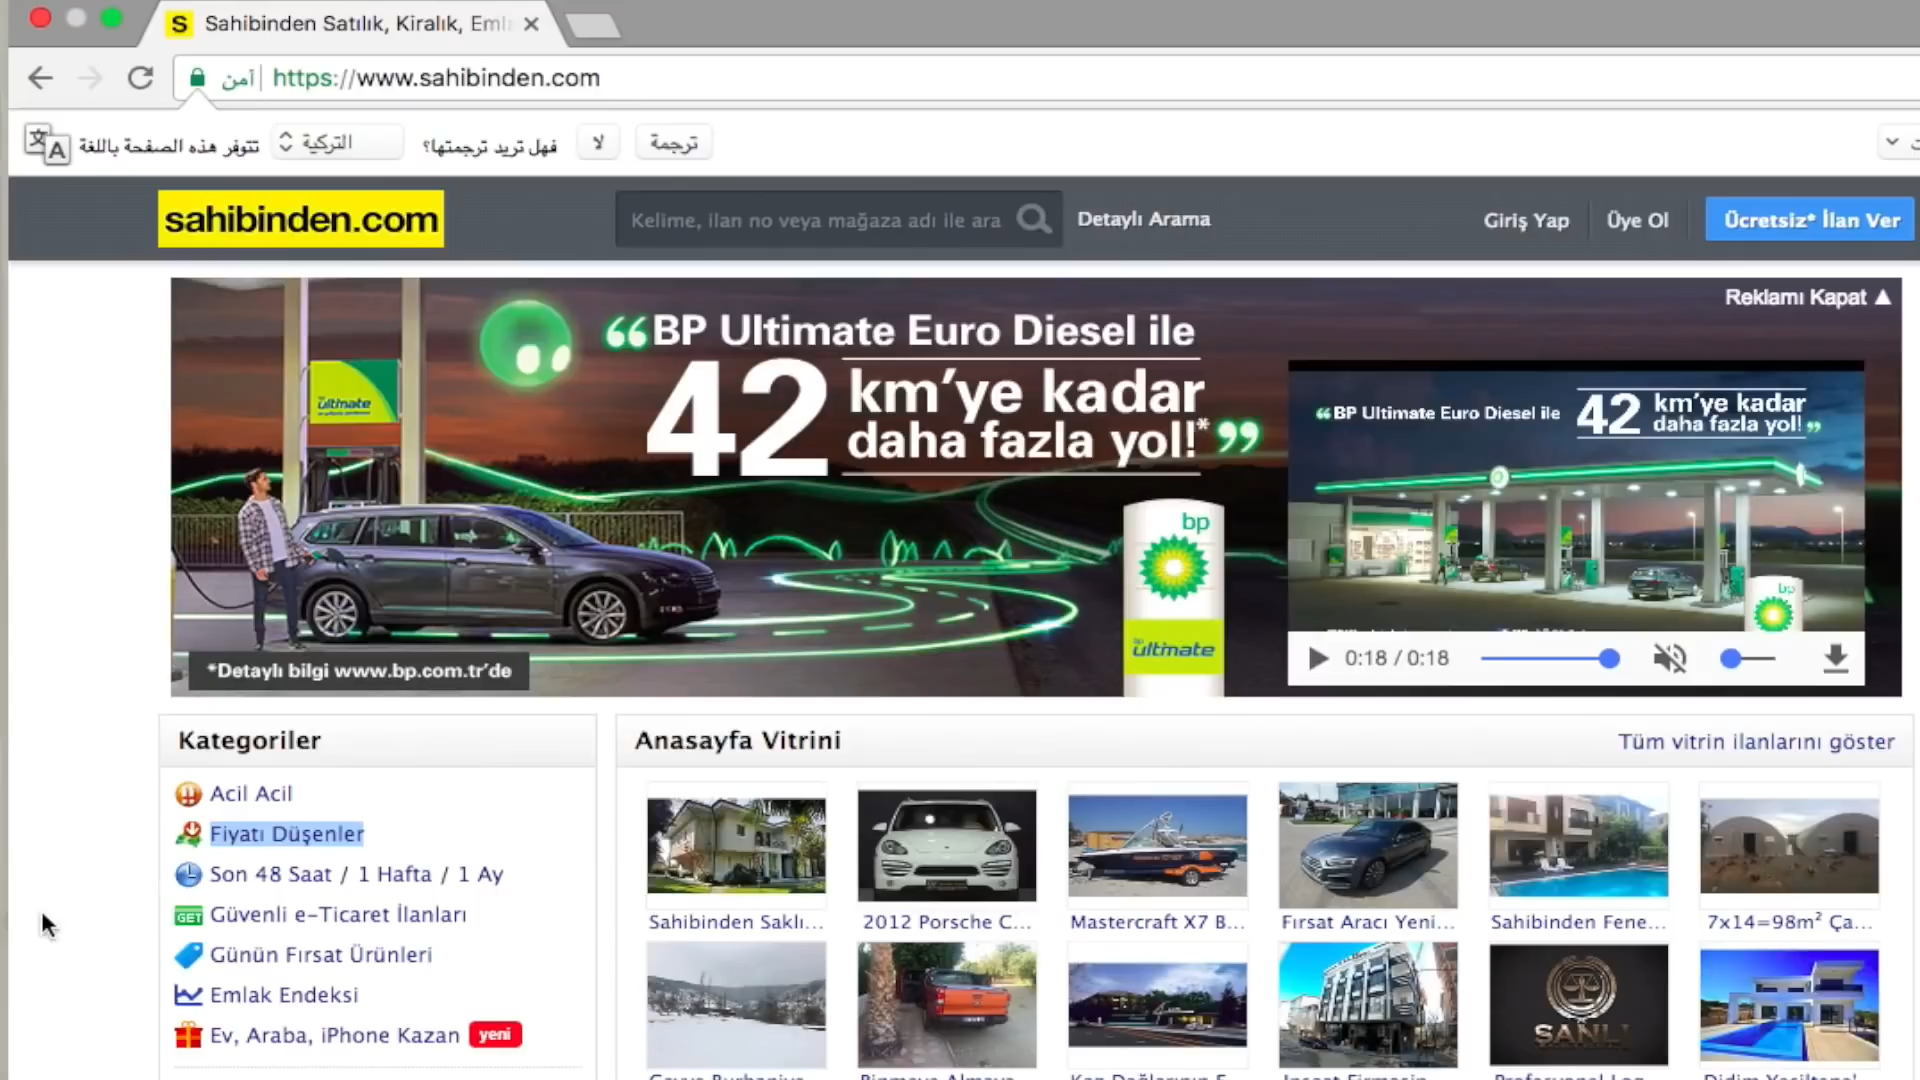 Sahibinden Satılık, Kiralık, Eml
آمن
https://www.sahibinden.com
تتوفر هذه الصفحة باللغة
التركية
فهل تريد ترجمتها؟
لا
ترجمة
sahibinden.com
Kelime, ilan no veya mağaza adı ile ara
Detaylı Arama
Giriş Yap
Üye Ol
Ücretsiz* İlan Ver
Reklamı Kapat
“BP Ultimate Euro Diesel ile
42 km’ye kadar
daha fazla yol!*”
ultimate
bp
ultimate
*Detaylı bilgi www.bp.com.tr’de
“BP Ultimate Euro Diesel ile
42 km’ye kadar
daha fazla yol!”
bp
0:18 / 0:18
Kategoriler
Acil Acil
Fiyatı Düşenler
Son 48 Saat / 1 Hafta / 1 Ay
GET
Güvenli e-Ticaret İlanları
Günün Fırsat Ürünleri
Emlak Endeksi
Ev, Araba, iPhone Kazan
yeni
Anasayfa Vitrini
Tüm vitrin ilanlarını göster
Sahibinden Saklı...
2012 Porsche C...
Mastercraft X7 B...
Fırsat Aracı Yeni...
Sahibinden Fene...
7x14=98m² Ça...
ŞANLI